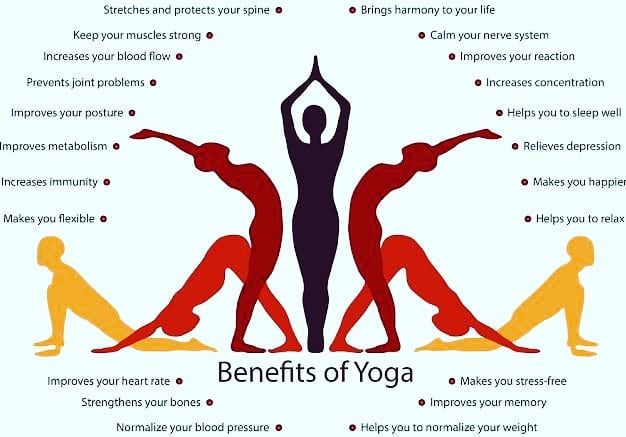 Stretches and protects your spine
Keep your muscles strong
Increases your blood flow
Prevents joint problems
Improves your posture
Improves metabolism
Increases immunity
Makes you flexible
Brings harmony to your life
Calm your nerve system
Improves your reaction
Increases concentration
Helps you to sleep well
Relieves depression
Makes you happier
Helps you to relax
Benefits of Yoga
Improves your heart rate
Strengthens your bones
Normalize your blood pressure
Makes you stress-free
Improves your memory
Helps you to normalize your weight